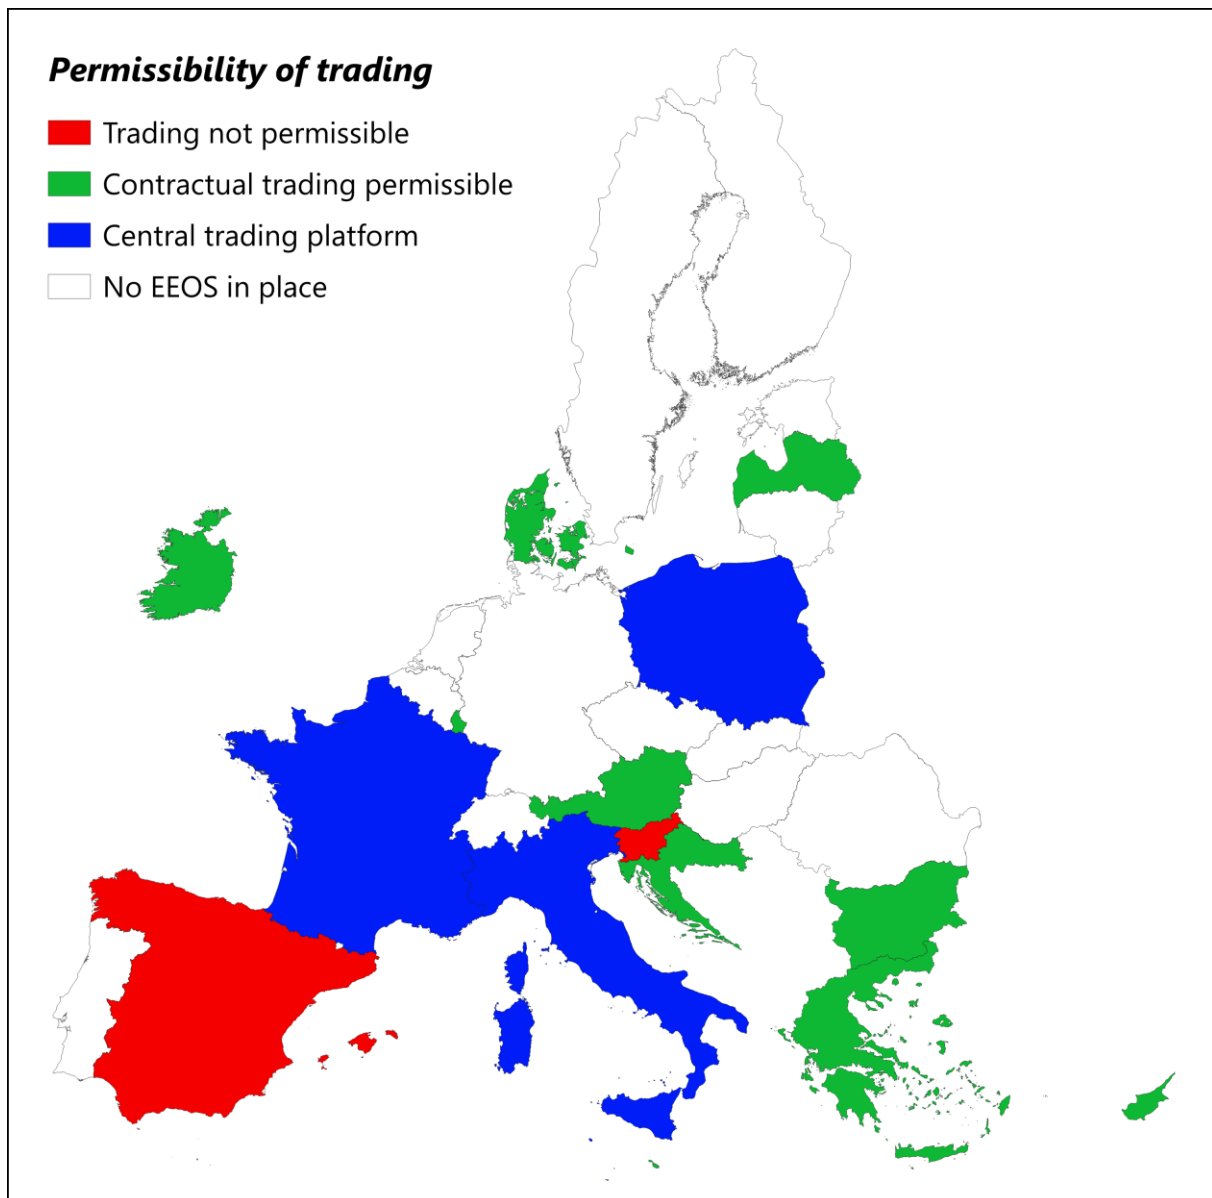 Permissibility of trading
Trading not permissible
Contractual trading permissible
Central trading platform
No EEOS in place